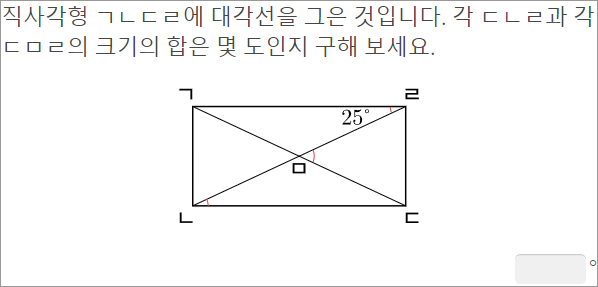 직사각형 ㄱㄴㄷㄹ에 대각선을 그은 것입니다. 각 ㄷㄴㄹ과 각
ㄷㅁㄹ의 크기의 합은 몇 도인지 구해 보세요.
ㄱ ㄹ
25°
ㅁ
ㄴ ㄷ
°